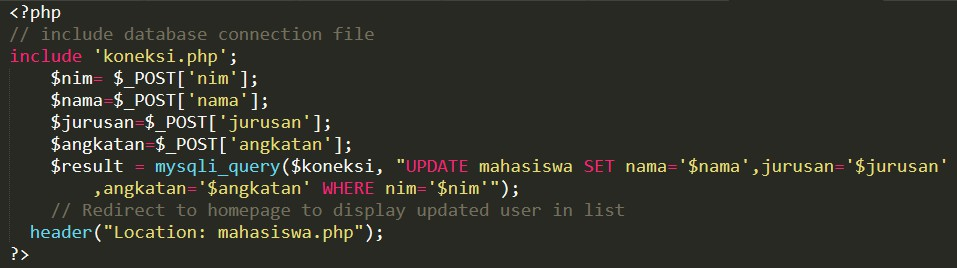 <?php
// include database connection file
include 'koneksi.php';
$nim= $_POST['nim'];
$nama=$_POST['nama'];
$jurusan=$_POST['jurusan'];
$angkatan=$_POST['angkatan'];
$result = mysqli_query($koneksi, "UPDATE mahasiswa SET nama='$nama',jurusan='$jurusan'
,angkatan='$angkatan' WHERE nim='$nim'");
// Redirect to homepage to display updated user in list
header("Location: mahasiswa.php");
?>